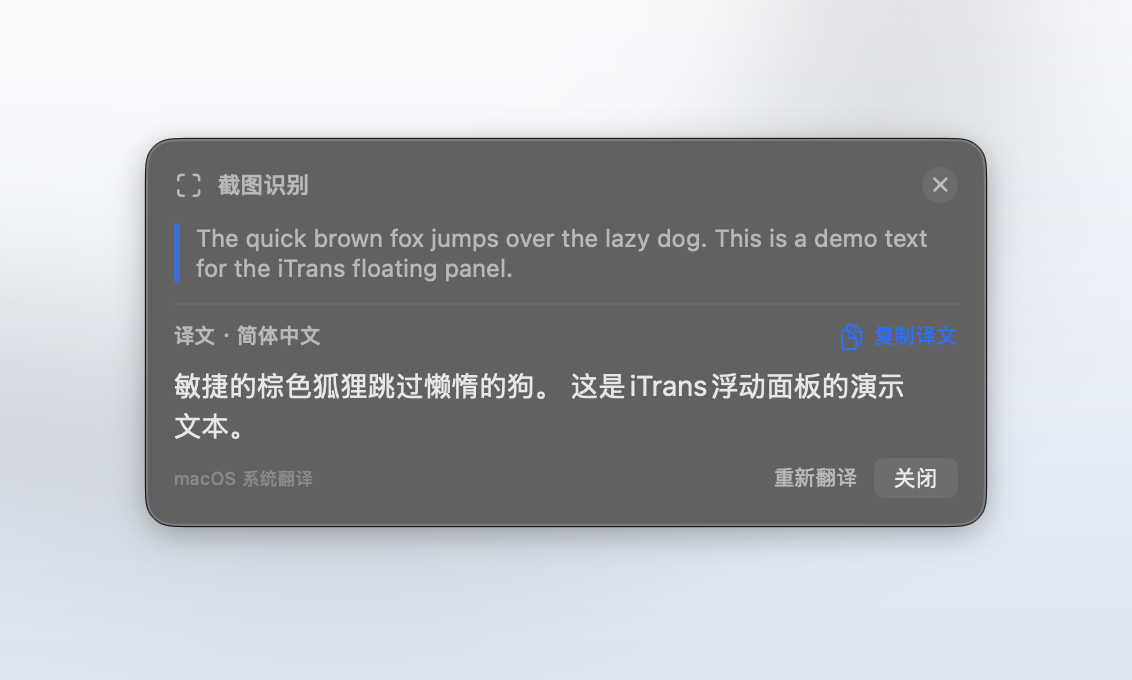 截图识别
The quick brown fox jumps over the lazy dog. This is a demo text
for the iTrans floating panel.
译文 · 简体中文
复制译文
敏捷的棕色狐狸跳过懒惰的狗。 这是iTrans浮动面板的演示
文本。
macOS 系统翻译
重新翻译
关闭